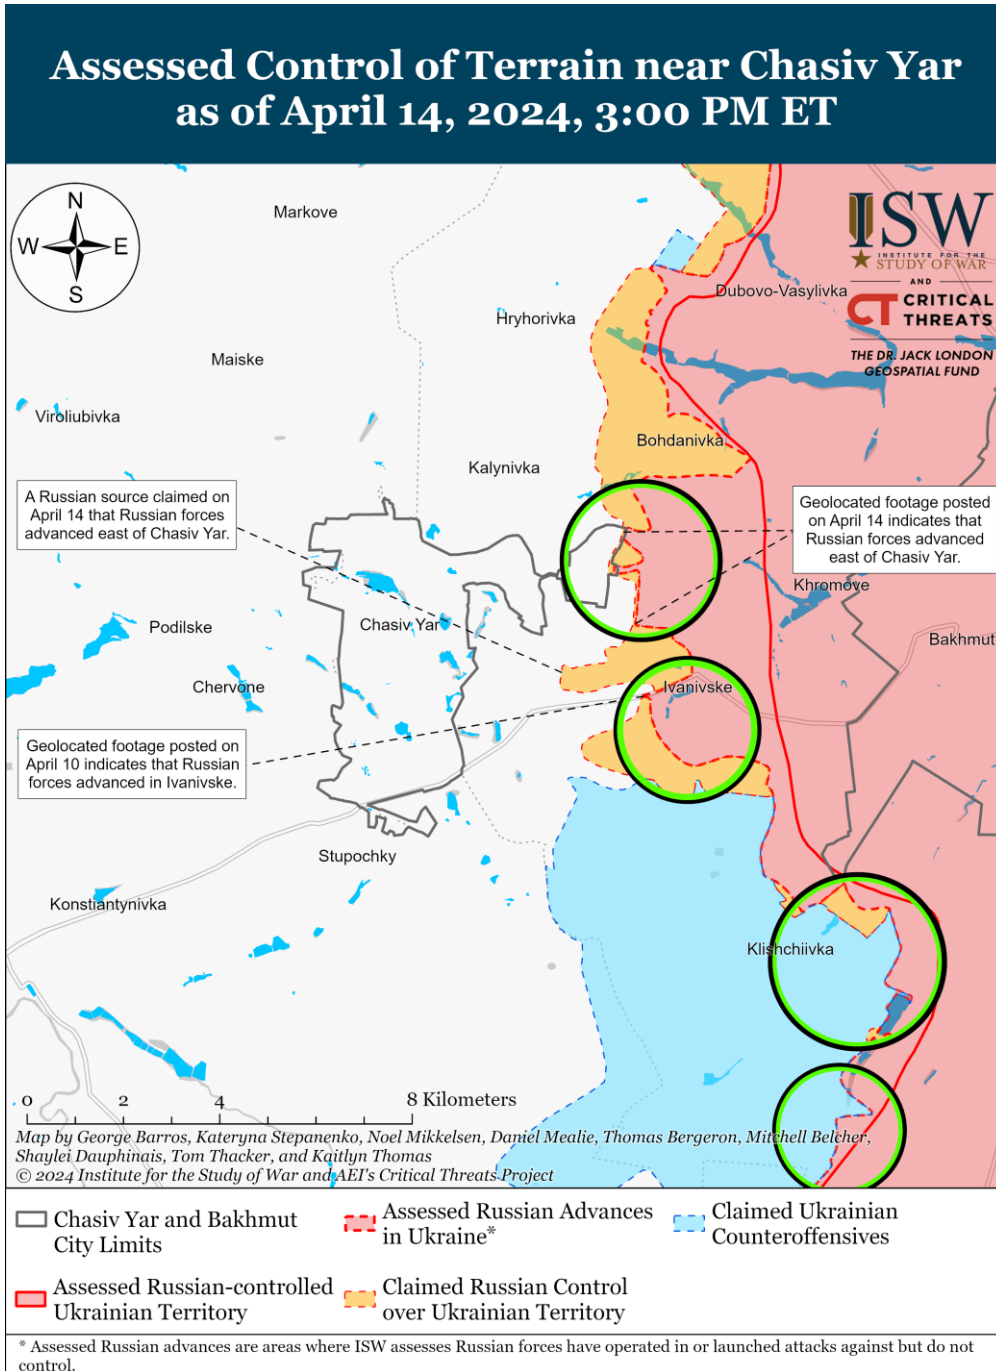 Assessed Control of Terrain near Chasiv Yar
as of April 14, 2024, 3:00 PM ET
N
W
E
S
Markove
ISW
INSTITUTE FOR THE
STUDY OF WAR
AND
CT CRITICAL
THREATS
THE DR. JACK LONDON
GEOSPATIAL FUND
Dubovo-Vasylivka
Hryhorivka
Maiske
Viroliubivka
Bohdanivka
Kalynivka
A Russian source claimed on
April 14 that Russian forces
advanced east of Chasiv Yar.
Geolocated footage posted
on April 14 indicates that
Russian forces advanced
east of Chasiv Yar.
Khromove
Podilske
Chasiv Yar
Bakhmut
Chervone
Ivanivske
Geolocated footage posted on
April 10 indicates that Russian
forces advanced in Ivanivske.
Stupochky
Konstiantynivka
Klishchiivka
0 2 4 8 Kilometers
Map by George Barros, Kateryna Stepanenko, Noel Mikkelsen, Daniel Mealie, Thomas Bergeron, Mitchell Belcher,
Shaylei Dauphinais, Tom Thacker, and Kaitlyn Thomas
© 2024 Institute for the Study of War and AEI's Critical Threats Project
Chasiv Yar and Bakhmut
City Limits
Assessed Russian Advances
in Ukraine*
Claimed Ukrainian
Counteroffensives
Assessed Russian-controlled
Ukrainian Territory
Claimed Russian Control
over Ukrainian Territory
* Assessed Russian advances are areas where ISW assesses Russian forces have operated in or launched attacks against but do not
control.